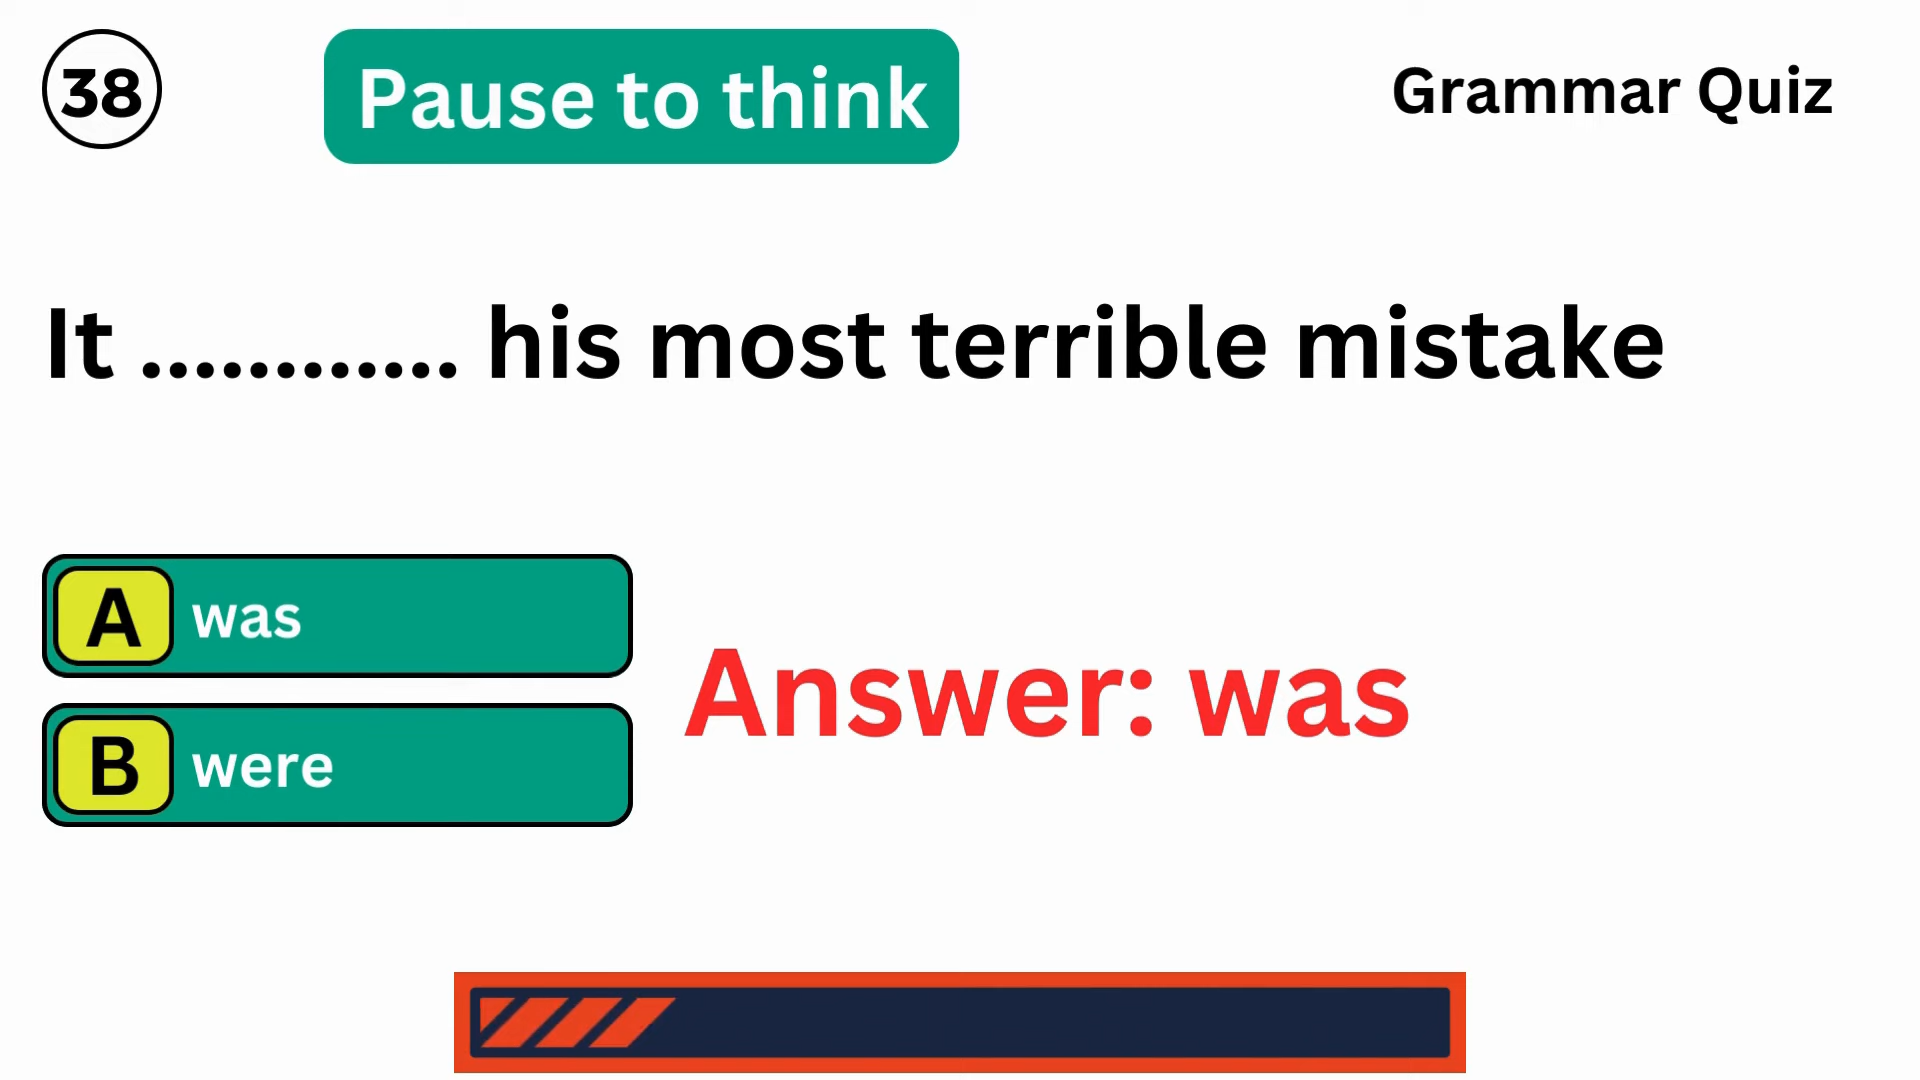 38
Pause to think
Grammar Quiz
It ............ his most terrible mistake
A was
B were
Answer: was